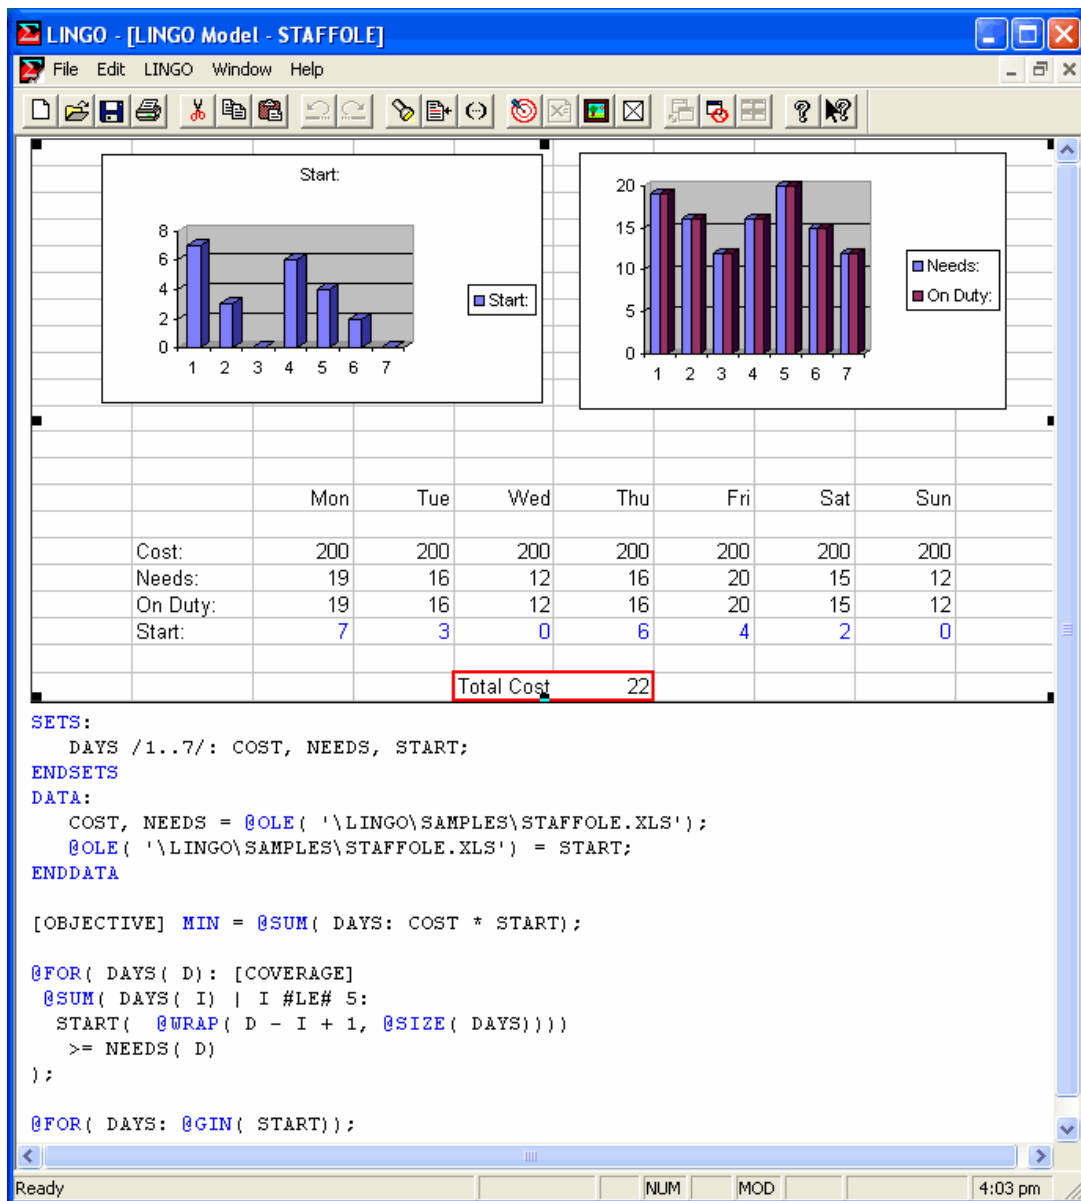 LINGO - [LINGO Model - STAFFOLE]
File Edit LINGO Window Help
Start:
8
6
4
2
0
1 2 3 4 5 6 7
Start:
20
15
10
5
0
1 2 3 4 5 6 7
Needs:
On Duty:
Mon Tue Wed Thu Fri Sat Sun
Cost: 200 200 200 200 200 200 200
Needs: 19 16 12 16 20 15 12
On Duty: 19 16 12 16 20 15 12
Start: 7 3 0 6 4 2 0
Total Cost 22
SETS:
DAYS /1..7/: COST, NEEDS, START;
ENDSETS
DATA:
COST, NEEDS = @OLE( '\LINGO\SAMPLES\STAFFOLE.XLS');
@OLE( '\LINGO\SAMPLES\STAFFOLE.XLS') = START;
ENDDATA
[OBJECTIVE] MIN = @SUM( DAYS: COST * START);
@FOR( DAYS( D): [COVERAGE]
@SUM( DAYS( I) | I #LE# 5:
START( @WRAP( D - I + 1, @SIZE( DAYS))))
>= NEEDS( D)
);
@FOR( DAYS: @GIN( START));
Ready NUM MOD 4:03 pm